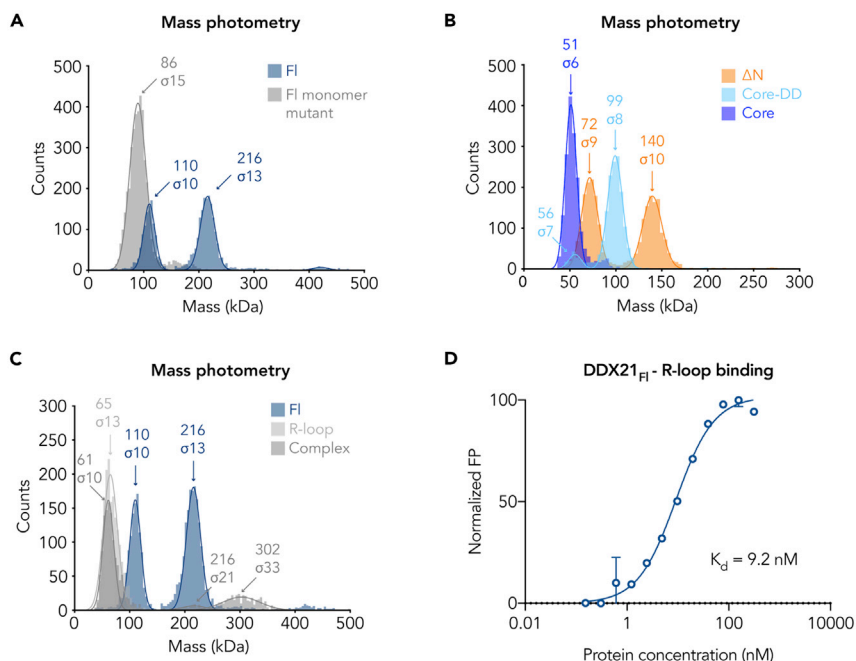 A
Mass photometry
86
σ15
Fl
Fl monomer
mutant
110
σ10
216
σ13
Counts
500
400
300
200
100
0
0 100 200 300 400 500
Mass (kDa)
B
Mass photometry
51
σ6
ΔN
Core-DD
Core
99
σ8
72
σ9
140
σ10
56
σ7
Counts
500
400
300
200
100
0
0 50 100 150 200 250 300
Mass (kDa)
C
Mass photometry
65
σ13
Fl
R-loop
Complex
110
σ10
216
σ13
61
σ10
216
σ21
302
σ33
Counts
300
250
200
150
100
50
0
0 100 200 300 400 500
Mass (kDa)
D
DDX21Fl - R-loop binding
Normalized FP
100
50
0
Kd = 9.2 nM
0.01 1 100 10000
Protein concentration (nM)